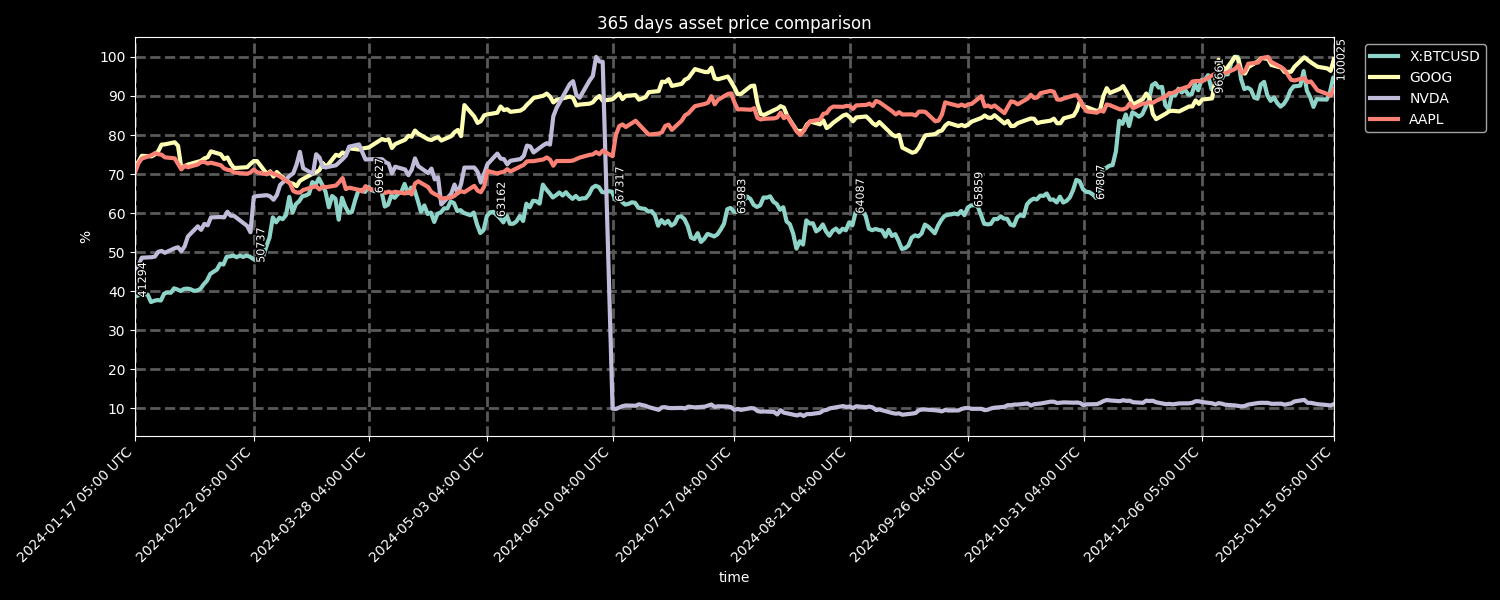 365 days asset price comparison
X:BTCUSD
GOOG
NVDA
AAPL
%
100
90
80
70
60
50
40
30
20
10
41294
50737
69627
63162
67317
63983
64087
65859
67807
96661
100025
2024-01-17 05:00 UTC
2024-02-22 05:00 UTC
2024-03-28 04:00 UTC
2024-05-03 04:00 UTC
2024-06-10 04:00 UTC
2024-07-17 04:00 UTC
2024-08-21 04:00 UTC
2024-09-26 04:00 UTC
2024-10-31 04:00 UTC
2024-12-06 05:00 UTC
2025-01-15 05:00 UTC
time